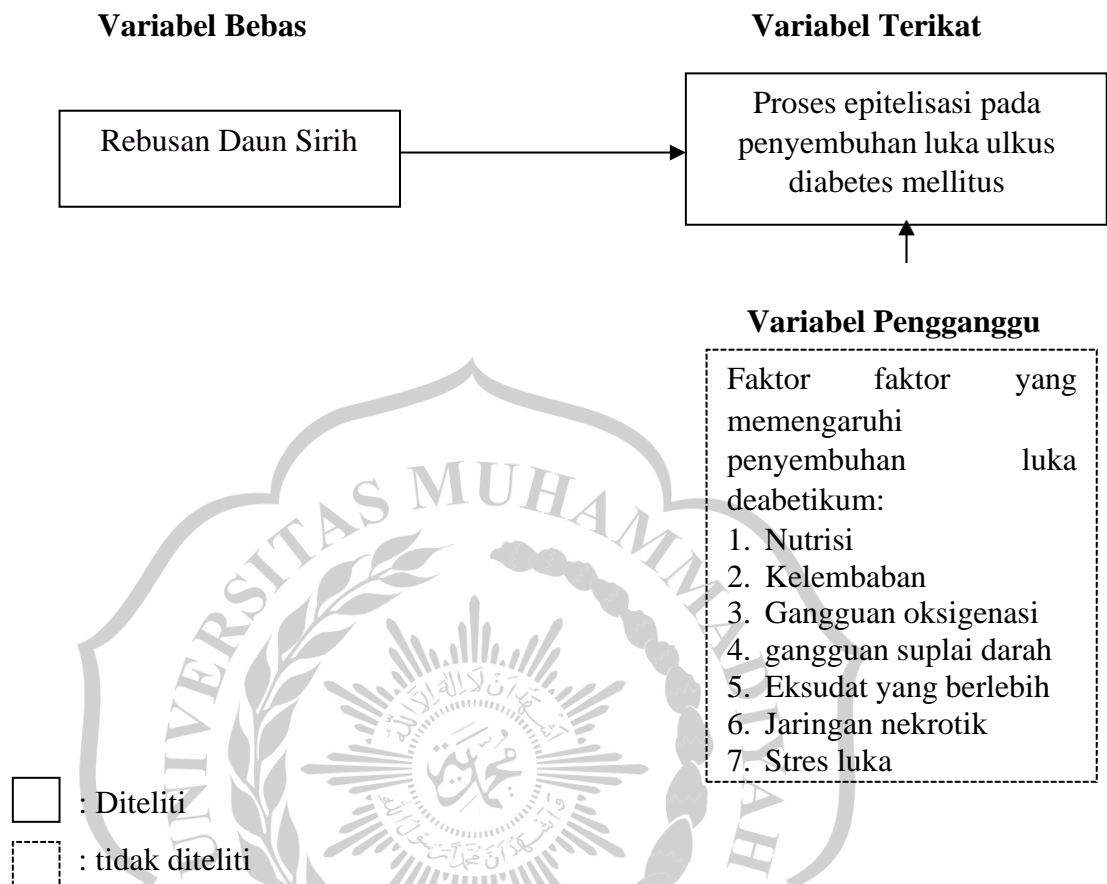 Variabel Bebas
Variabel Terikat
Rebusan Daun Sirih
Proses epitelisasi pada
penyembuhan luka ulkus
diabetes mellitus
Variabel Pengganggu
Faktor faktor yang
memengaruhi
penyembuhan luka
deabetikum:
1. Nutrisi
2. Kelembaban
3. Gangguan oksigenasi
4. gangguan suplai darah
5. Eksudat yang berlebih
6. Jaringan nekrotik
7. Stres luka
: Diteliti
: tidak diteliti
UNIVERSITAS MUHAMMADIYAH